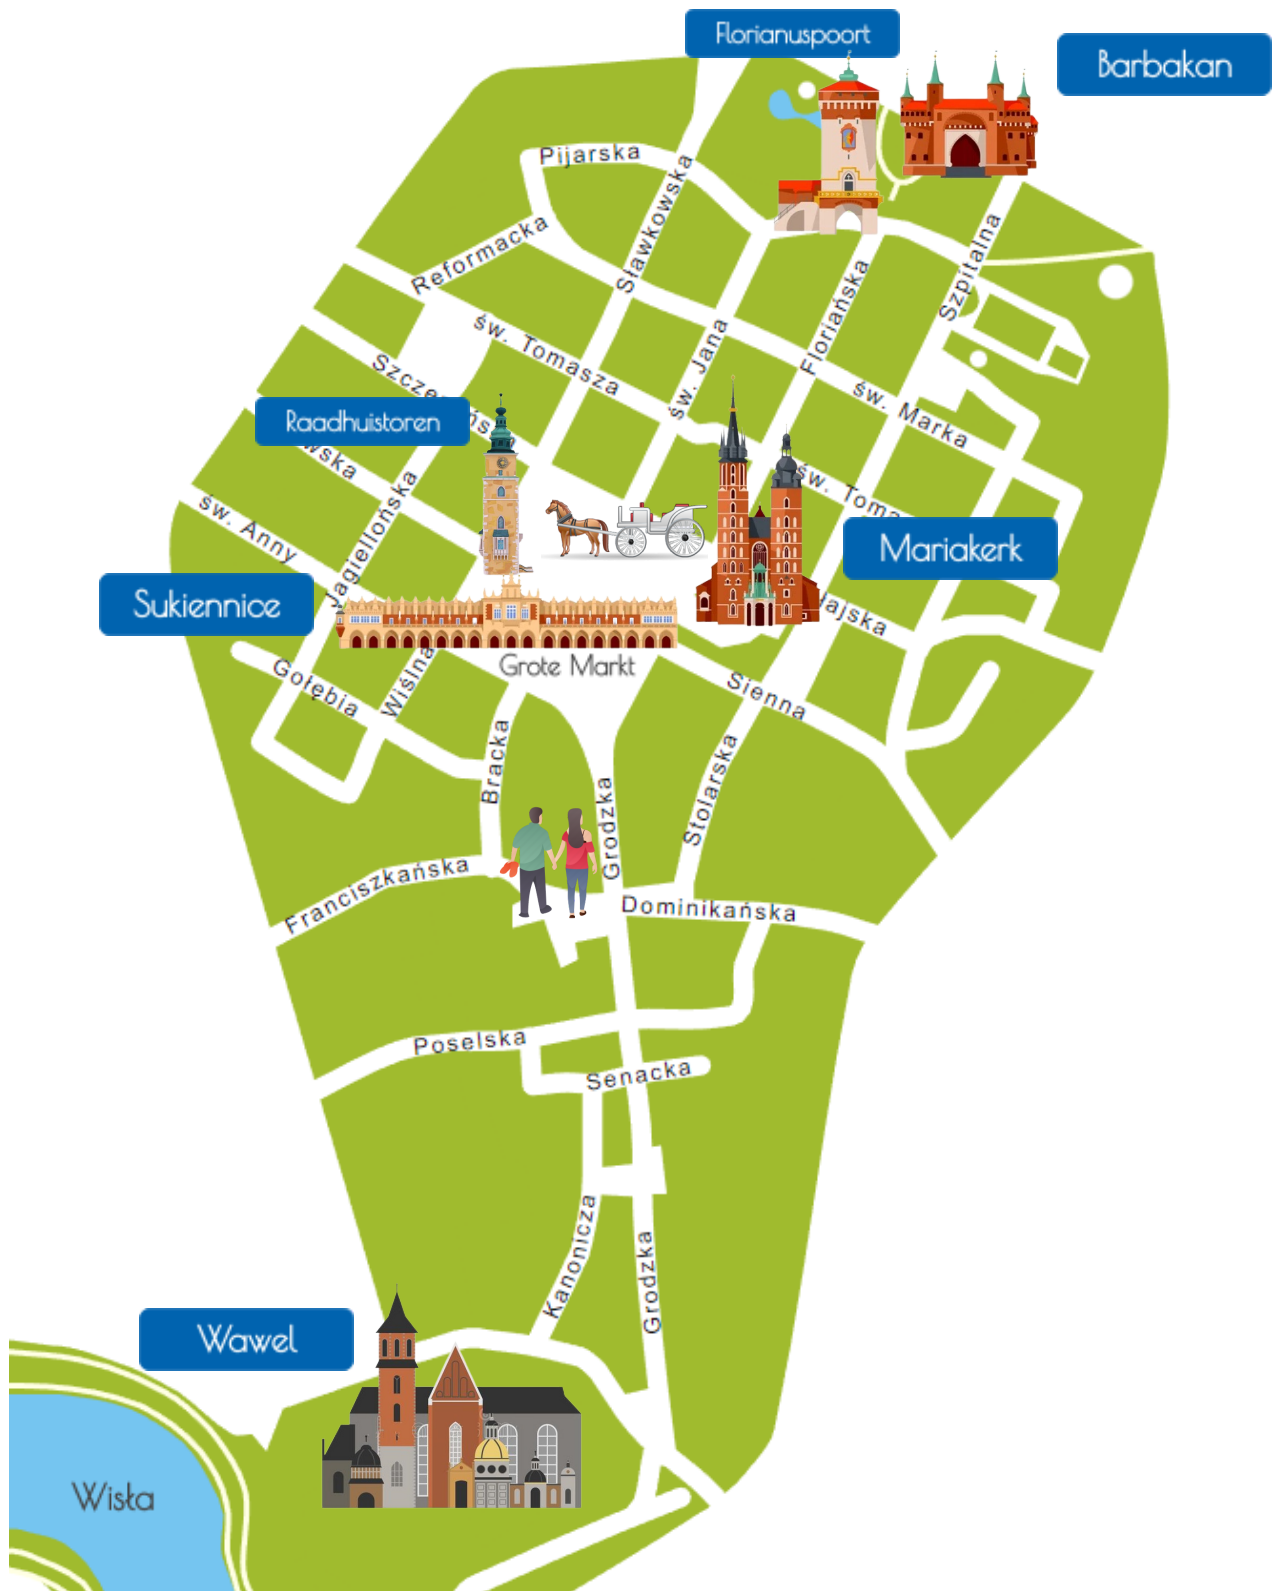 Florianuspoort
Barbakan
Pijarska
Sławkowska
Reformacka
Szpitalna
św. Tomasza
św. Jana
Floriańska
św. Marka
Raadhuistoren
św. Anny
Jagiellońska
św.
Mariakerk
Sukiennice
Grote Markt
Gołębia
Wiślna
Sienna
Bracka
Stolarska
Grodzka
Franciszkańska
Dominikańska
Poselska
Senacka
Kanonicza
Grodzka
Wawel
Wisła